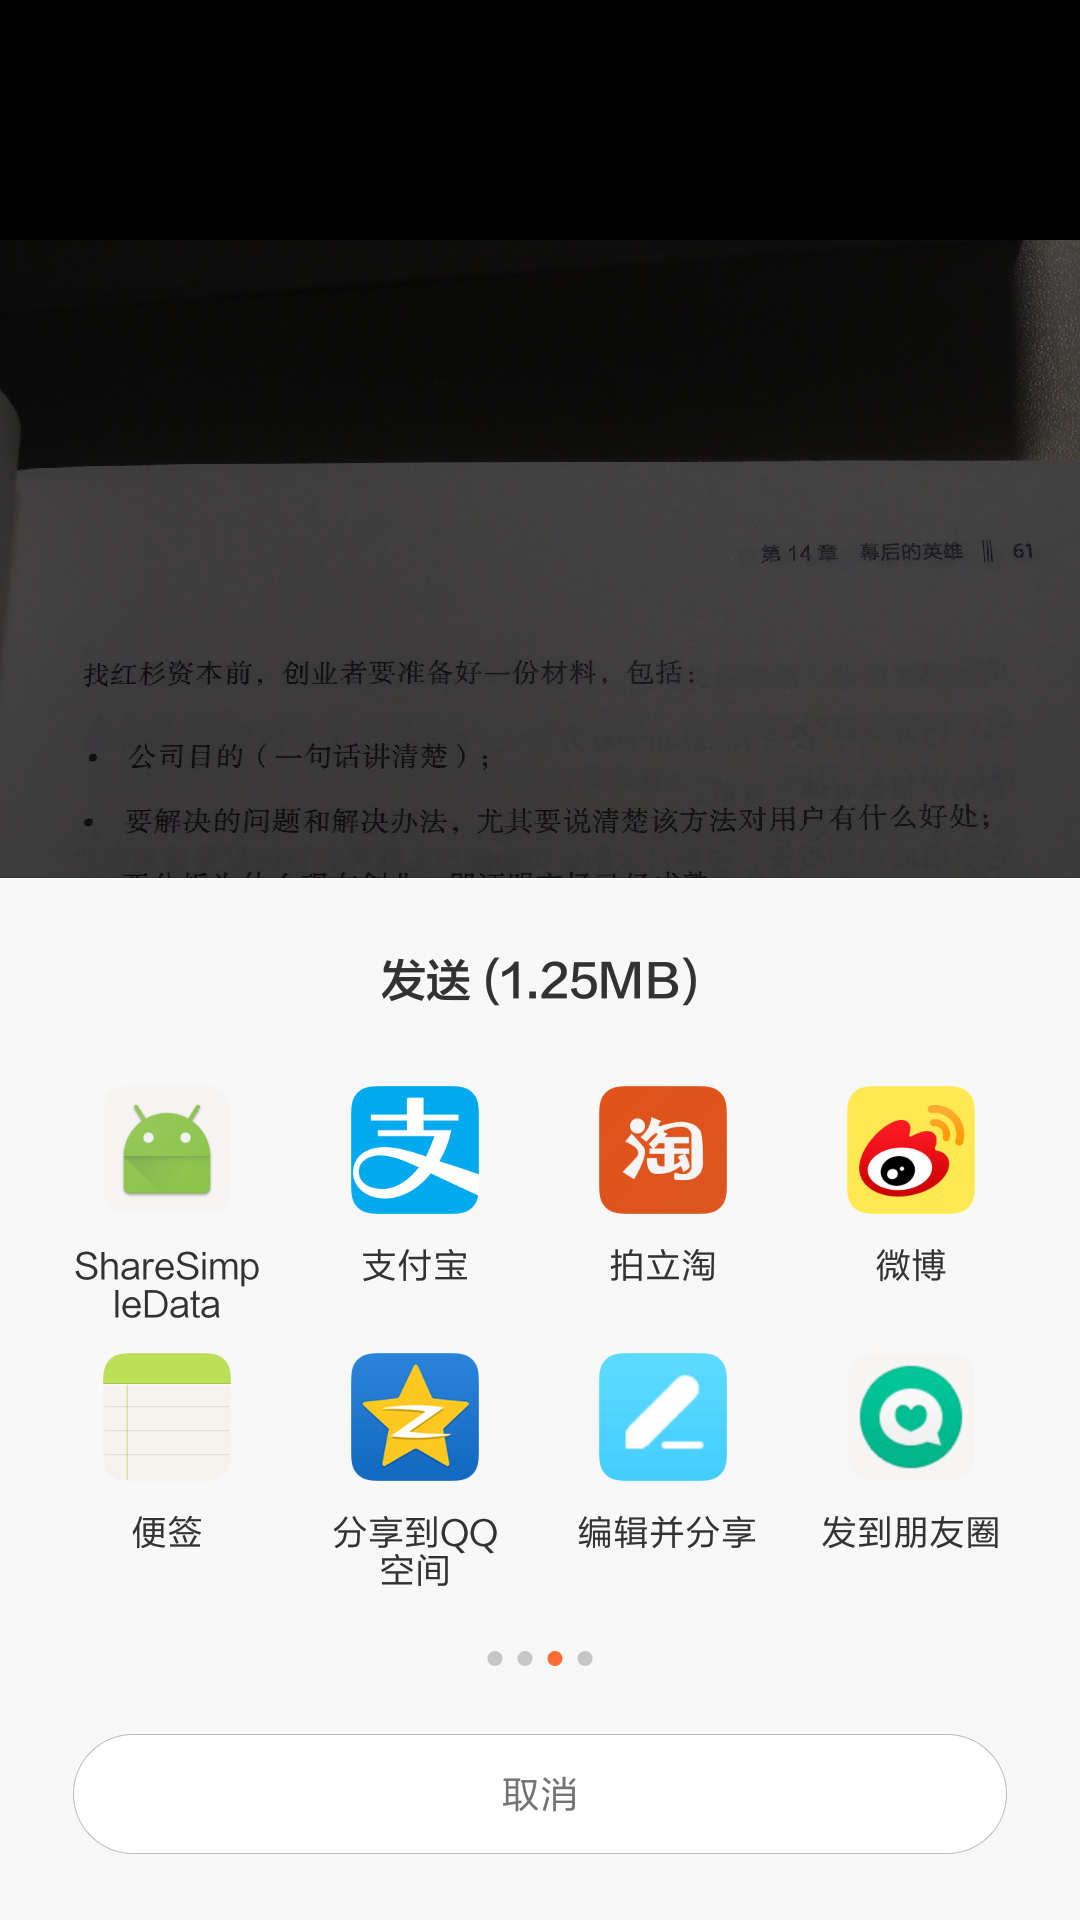 第 14 章 幕后的英雄 61
找红杉资本前，创业者要准备好一份材料，包括：
• 公司目的（一句话讲清楚）；
• 要解决的问题和解决办法，尤其要说清楚该方法对用户有什么好处；
发送 (1.25MB)
支
淘
ShareSimp
leData
支付宝
拍立淘
微博
便签
分享到QQ
空间
编辑并分享
发到朋友圈
取消